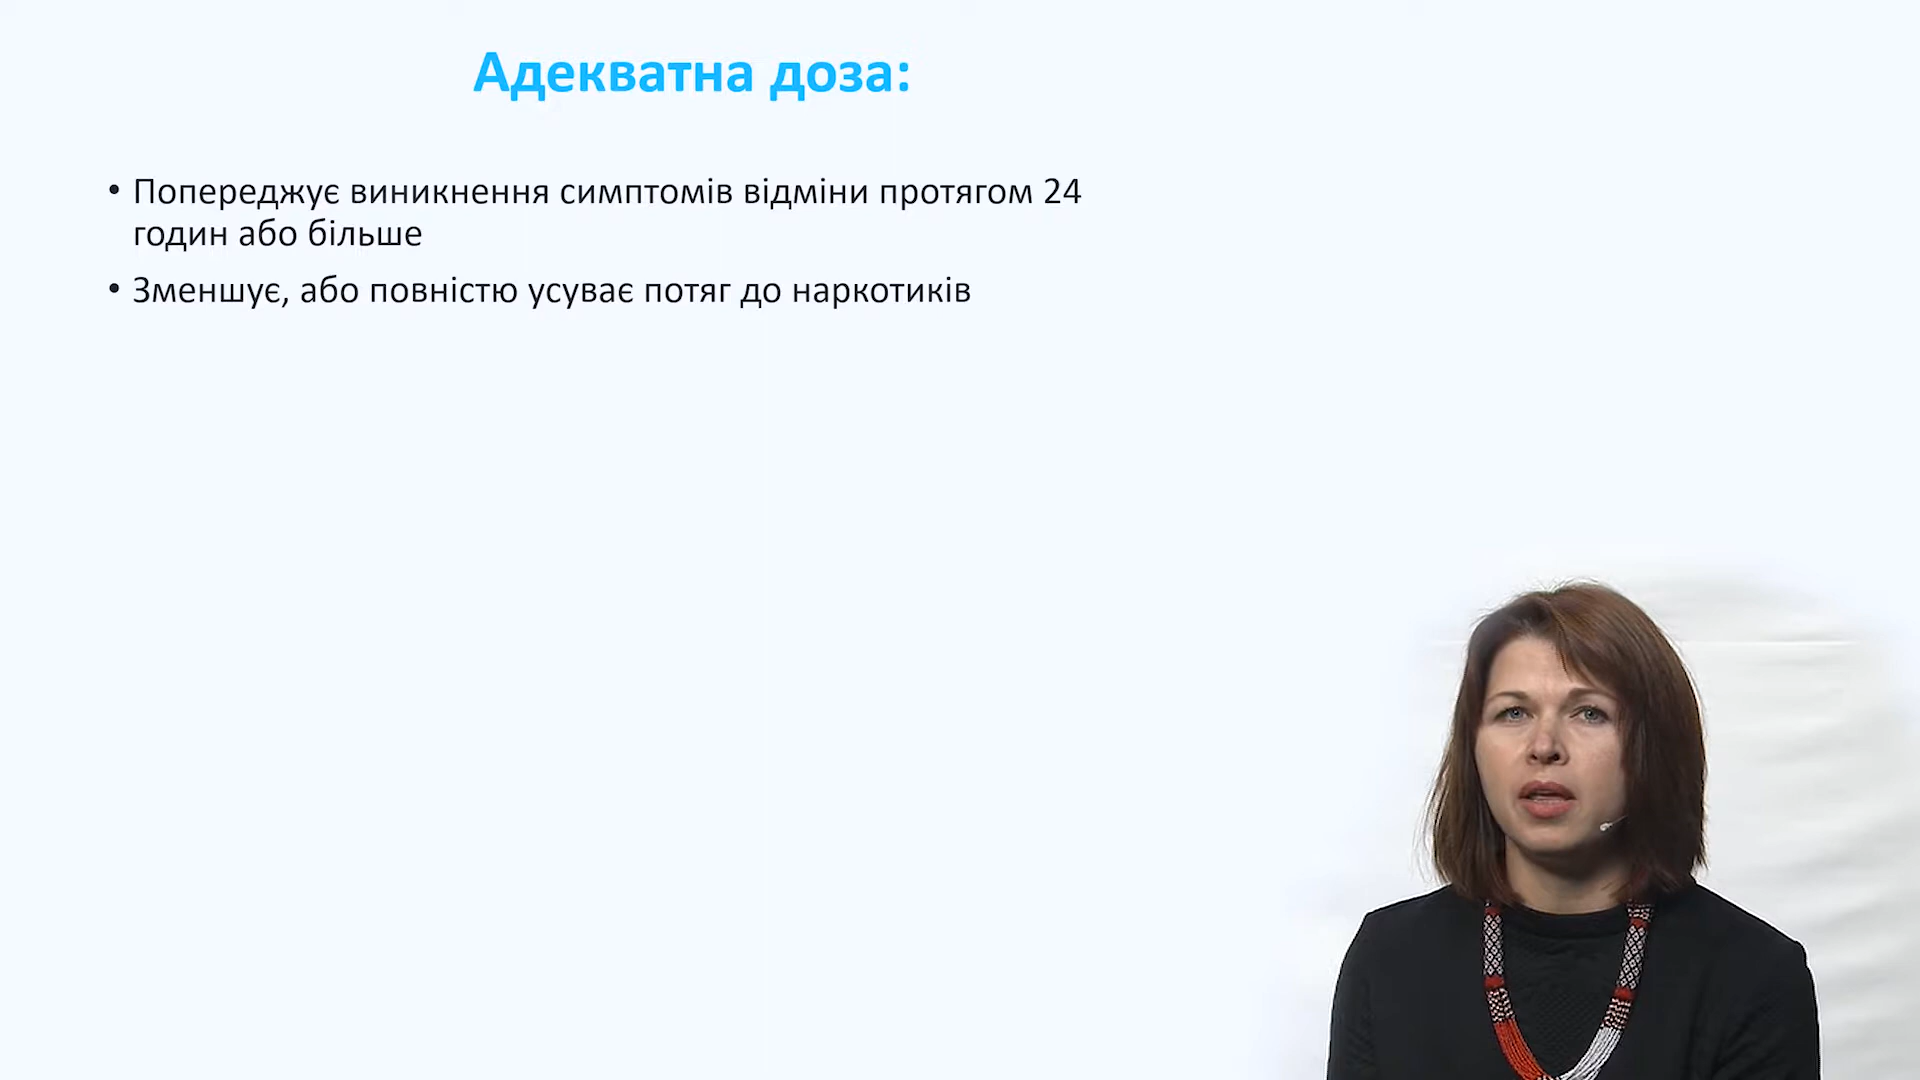 Адекватна доза:
• Попереджує виникнення симптомів відміни протягом 24
годин або більше
• Зменшує, або повністю усуває потяг до наркотиків